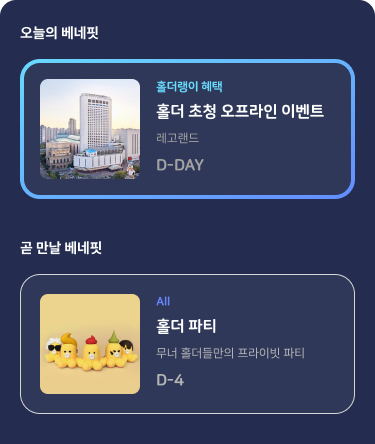 오늘의 베네핏
홀더랭이 혜택
홀더 초청 오프라인 이벤트
레고랜드
D-DAY
곧 만날 베네핏
All
홀더 파티
무너 홀더들만의 프라이빗 파티
D-4